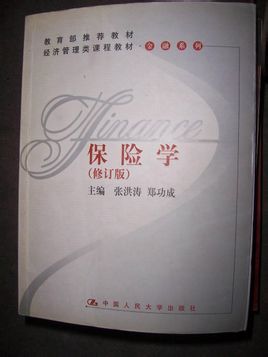 教育部推荐教材
经济管理类课程教材·金融系列
Finance
保险学
(修订版)
主编 张洪涛 郑功成
中国人民大学出版社